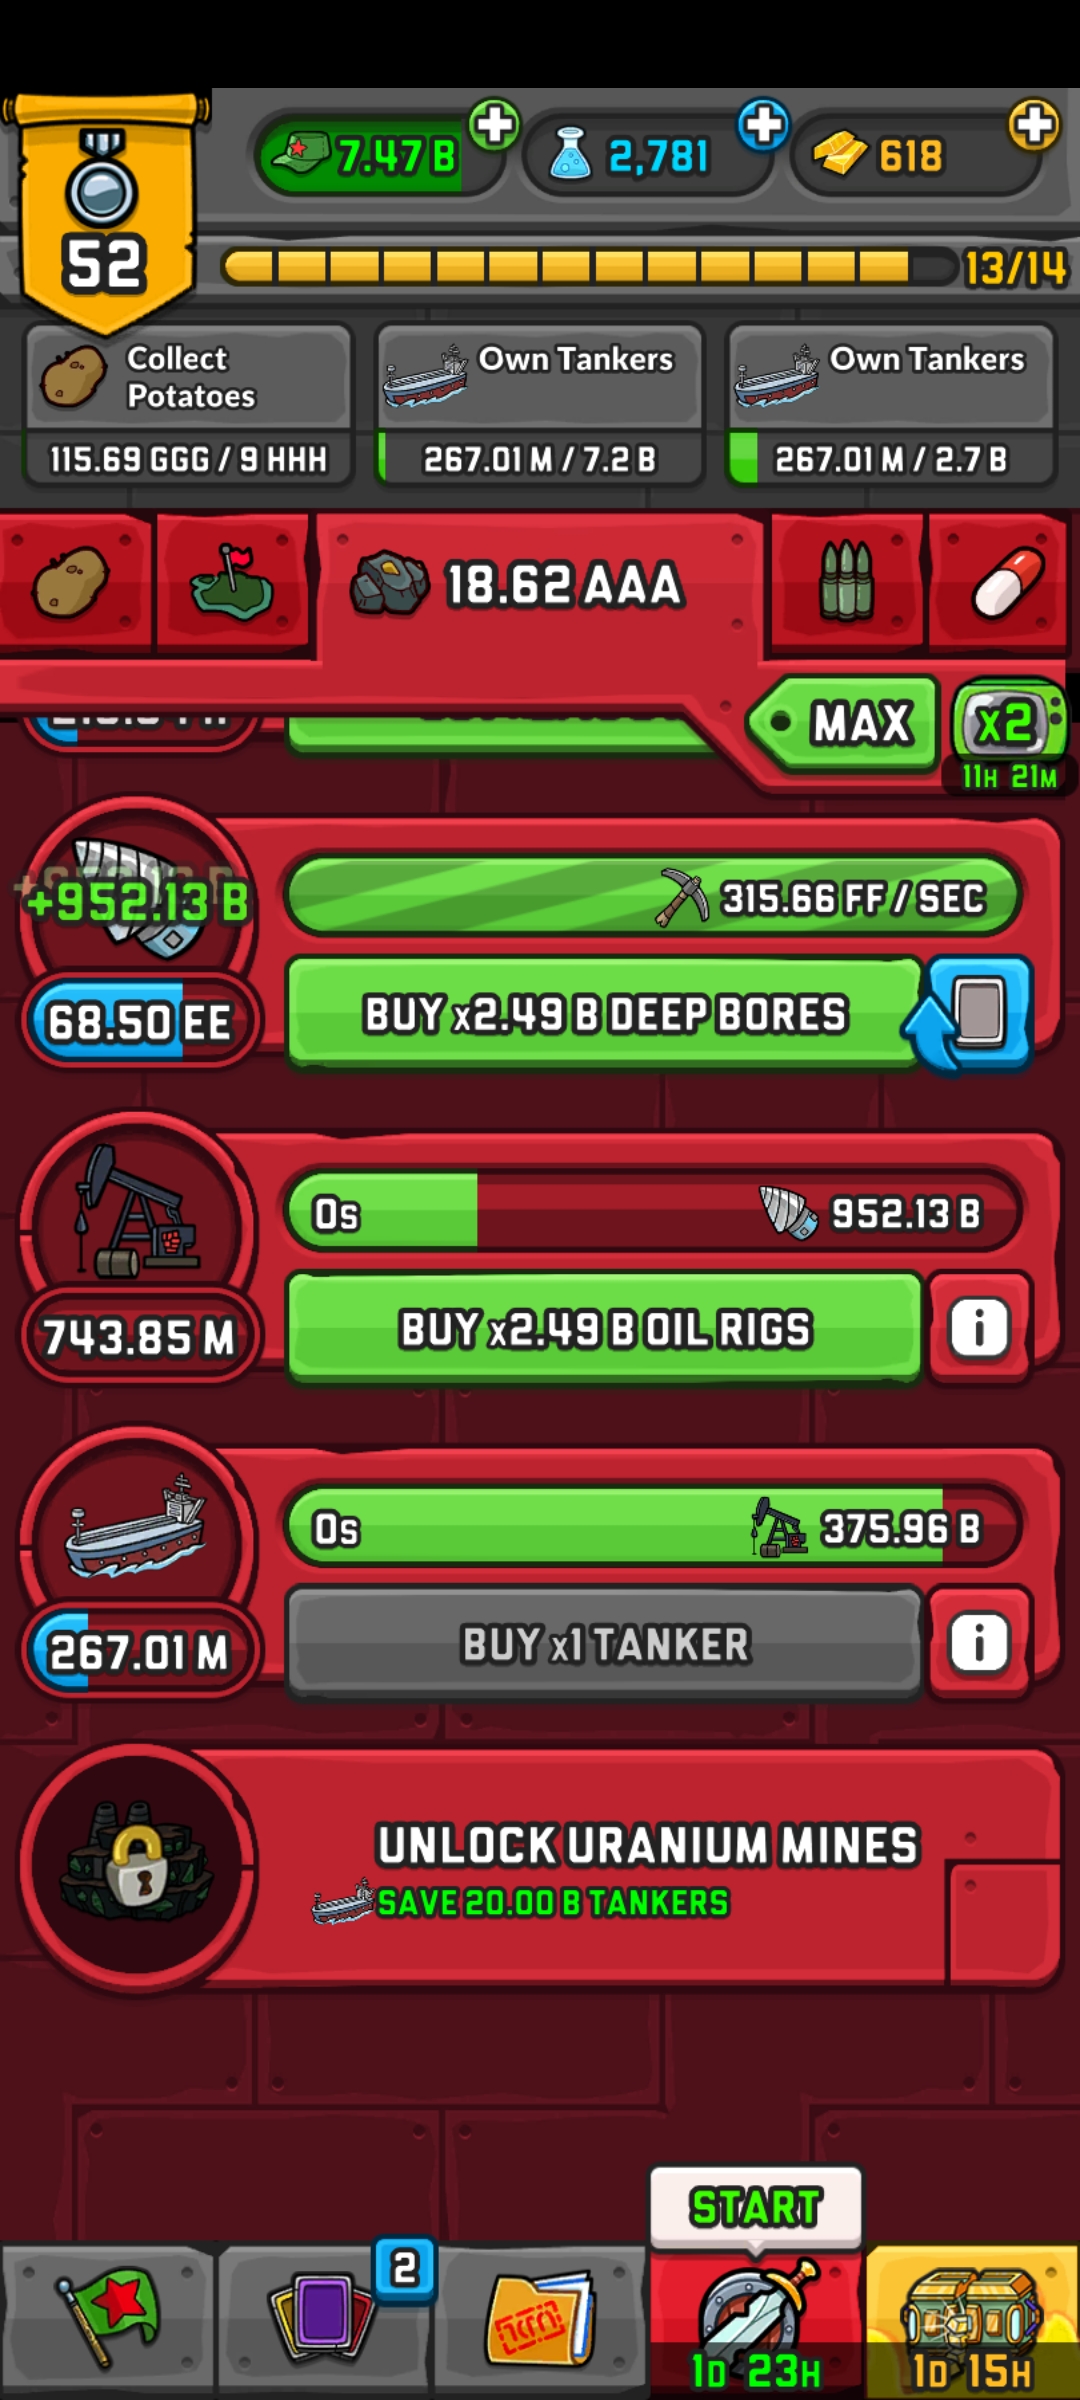 7.47 B
2,781
618
52
13/14
Collect
Potatoes
115.69 GGG / 9 HHH
Own Tankers
267.01 M / 7.2 B
Own Tankers
267.01 M / 2.7 B
18.62 AAA
MAX
x2
11H 21M
+952.13 B
315.66 FF / SEC
68.50 EE
BUY x2.49 B DEEP BORES
0s
952.13 B
743.85 M
BUY x2.49 B OIL RIGS
0s
375.96 B
267.01 M
BUY x1 TANKER
UNLOCK URANIUM MINES
SAVE 20.00 B TANKERS
START
2
1D 23H
1D 15H